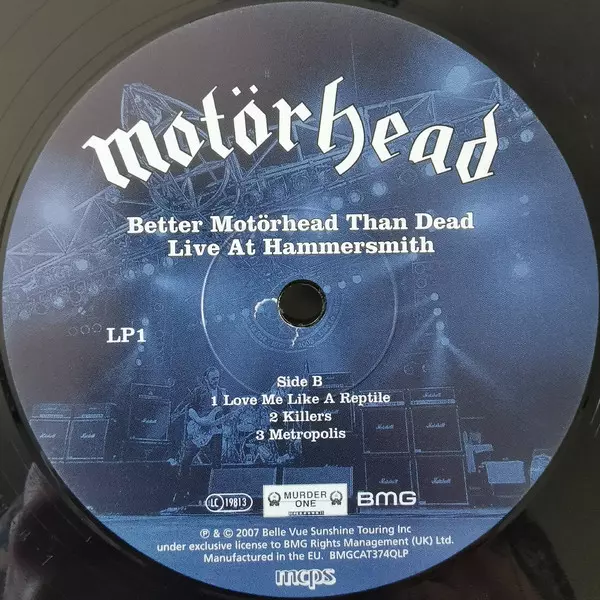 motörhead
Better Motörhead Than Dead
Live At Hammersmith
LP1
Side B
1 Love Me Like A Reptile
2 Killers
3 Metropolis
LC 19813
MURDER
ONE
BMG
℗ & © 2007 Belle Vue Sunshine Touring Inc
under exclusive license to BMG Rights Management (UK) Ltd.
Manufactured in the EU. BMGCAT374QLP
mcps